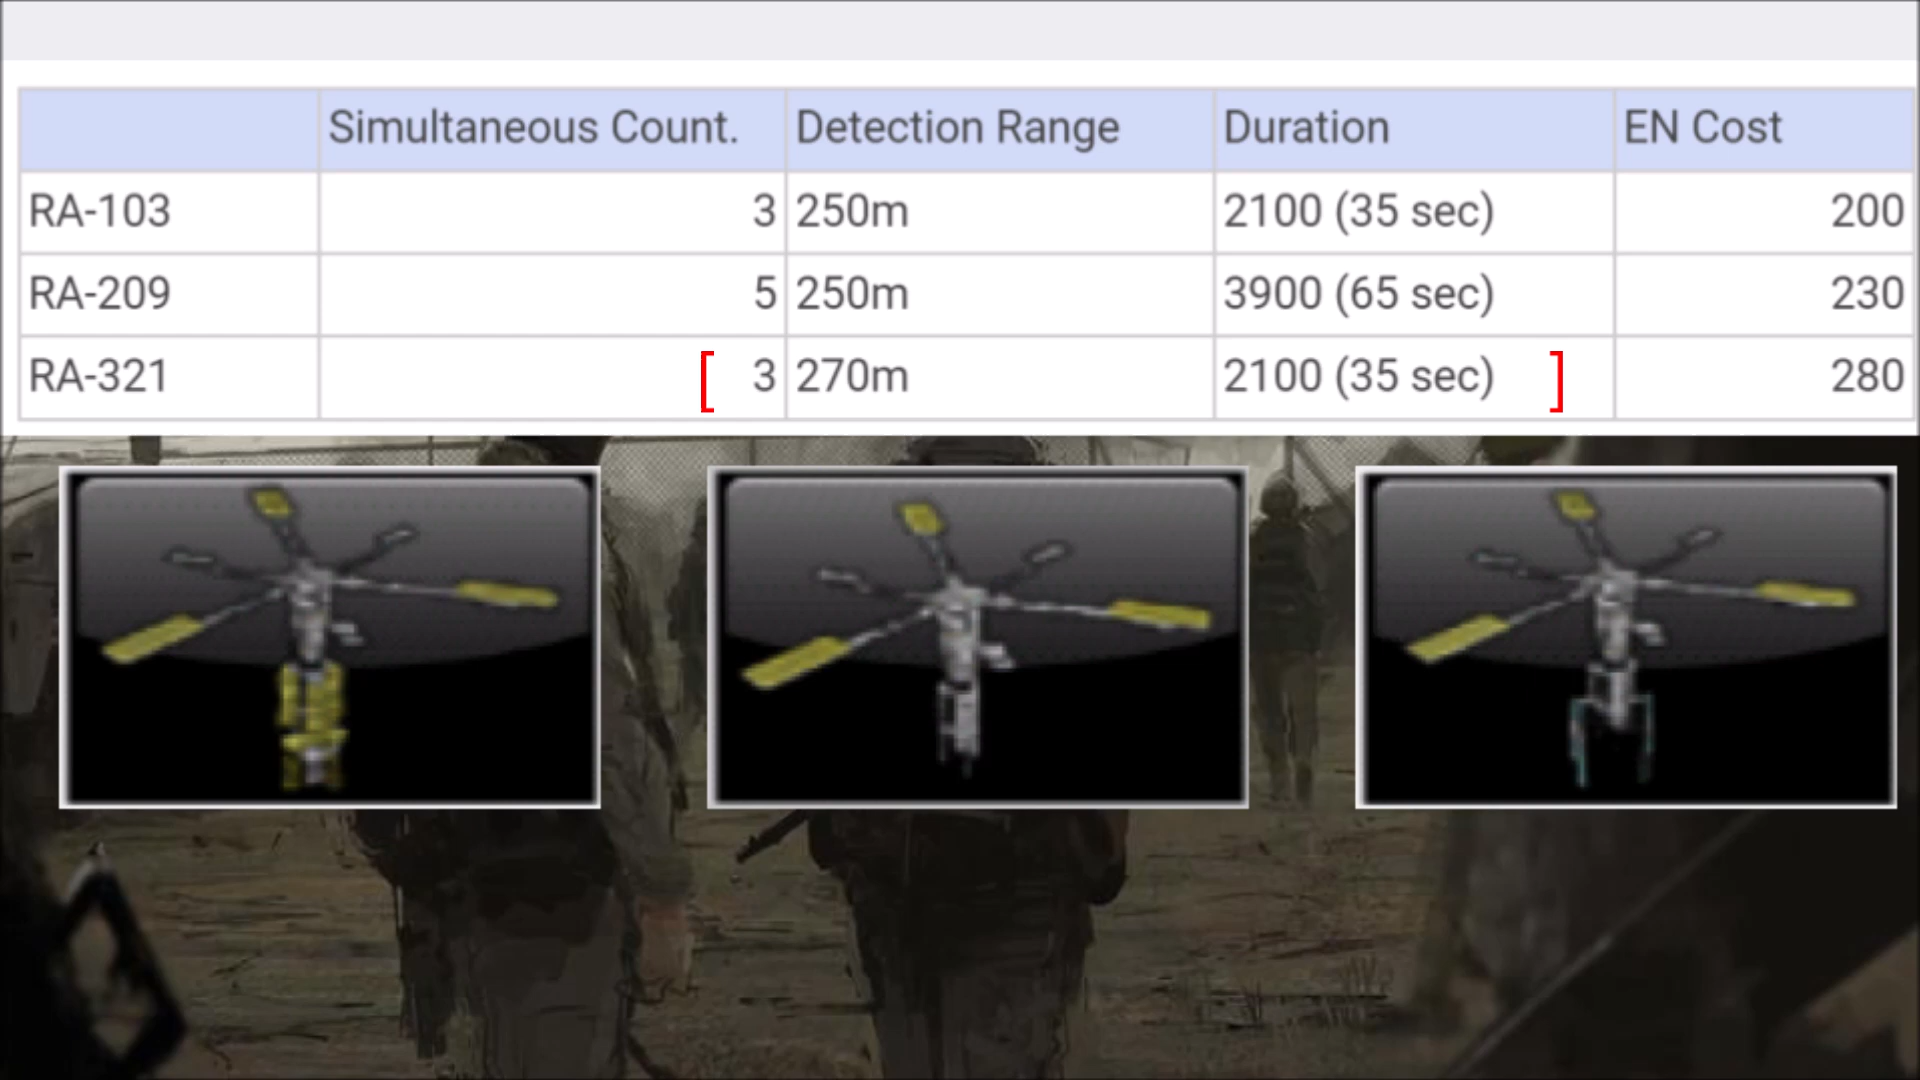 Simultaneous Count. Detection Range Duration EN Cost
RA-103 3 250m 2100 (35 sec) 200
RA-209 5 250m 3900 (65 sec) 230
RA-321 [ 3 270m 2100 (35 sec) ] 280